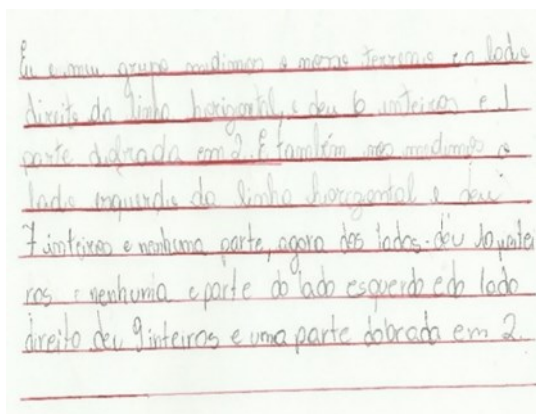 Eu e meu grupo medimos o mesmo terreno no lado
direito da linha horizontal, e deu 6 inteiros e 1
parte dobrada em 2. E também nós medimos o
lado esquerdo da linha horizontal e deu
7 inteiros e nenhuma parte, agora dos lados. deu 10 intei
ros e nenhuma e parte do lado esquerdo e do lado
direito deu 9 inteiros e uma parte dobrada em 2.